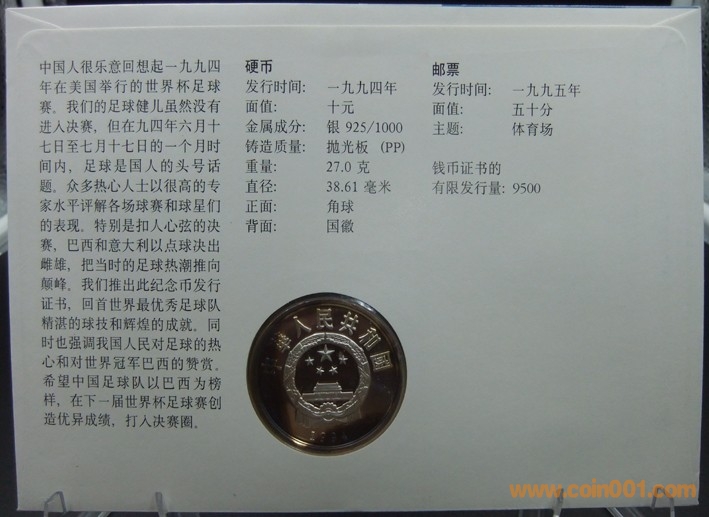 中国人很乐意回想起一九九四
年在美国举行的世界杯足球
赛。我们的足球健儿虽然没有
进入决赛，但在九四年六月十
七日至七月十七日的一个月时
间内，足球是国人的头号话
题。众多热心人士以很高的专
家水平评解各场球赛和球星们
的表现。特别是扣人心弦的决
赛，巴西和意大利以点球决出
雌雄，把当时的足球热潮推向
颠峰。我们推出此纪念币发行
证书，回首世界最优秀足球队
精湛的球技和辉煌的成就。同
时也强调我国人民对足球的热
心和对世界冠军巴西的赞赏。
希望中国足球队以巴西为榜
样，在下一届世界杯足球赛创
造优异成绩，打入决赛圈。
硬币
发行时间: 一九九四年
面值: 十元
金属成分: 银 925/1000
铸造质量: 抛光板 (PP)
重量: 27.0 克
直径: 38.61 毫米
正面: 角球
背面: 国徽
邮票
发行时间: 一九九五年
面值: 五十分
主题: 体育场
钱币证书的
有限发行量: 9500
中华人民共和國
1994
www.coin001.com